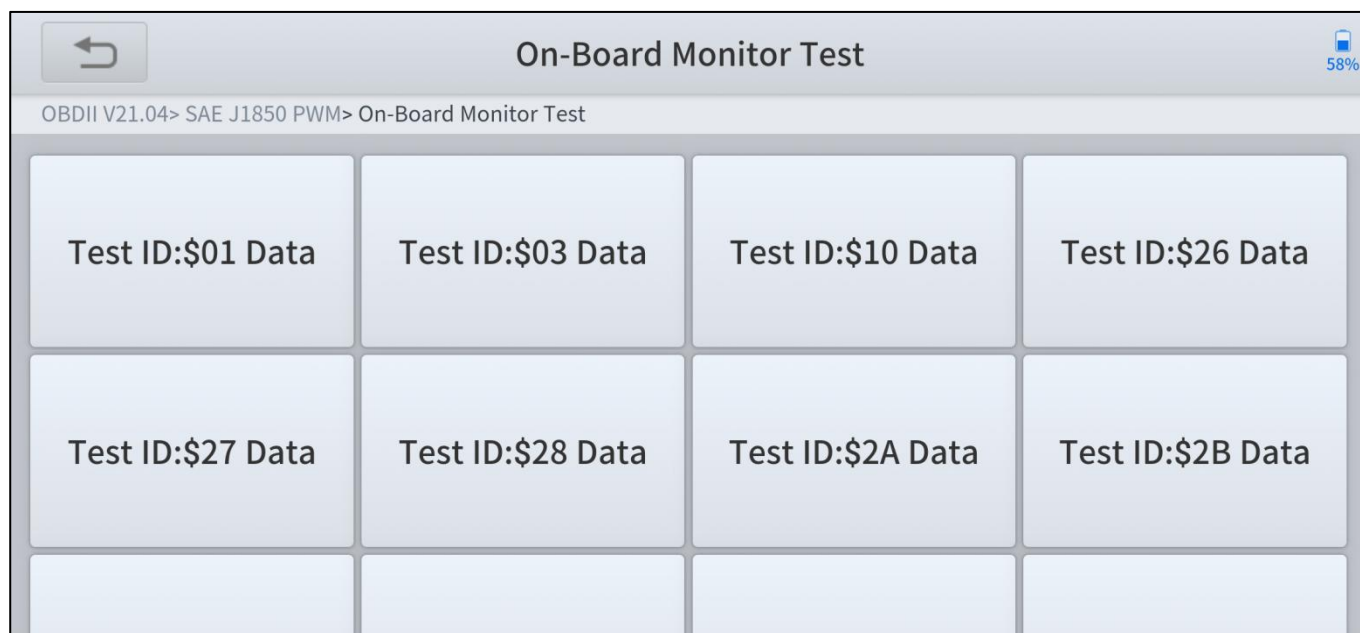 On-Board Monitor Test
58%
OBDII V21.04> SAE J1850 PWM> On-Board Monitor Test
Test ID:$01 Data
Test ID:$03 Data
Test ID:$10 Data
Test ID:$26 Data
Test ID:$27 Data
Test ID:$28 Data
Test ID:$2A Data
Test ID:$2B Data